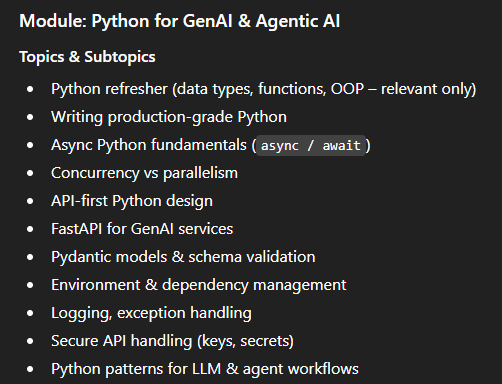 Module: Python for GenAI & Agentic AI
Topics & Subtopics
• Python refresher (data types, functions, OOP – relevant only)
• Writing production-grade Python
• Async Python fundamentals (async / await)
• Concurrency vs parallelism
• API-first Python design
• FastAPI for GenAI services
• Pydantic models & schema validation
• Environment & dependency management
• Logging, exception handling
• Secure API handling (keys, secrets)
• Python patterns for LLM & agent workflows